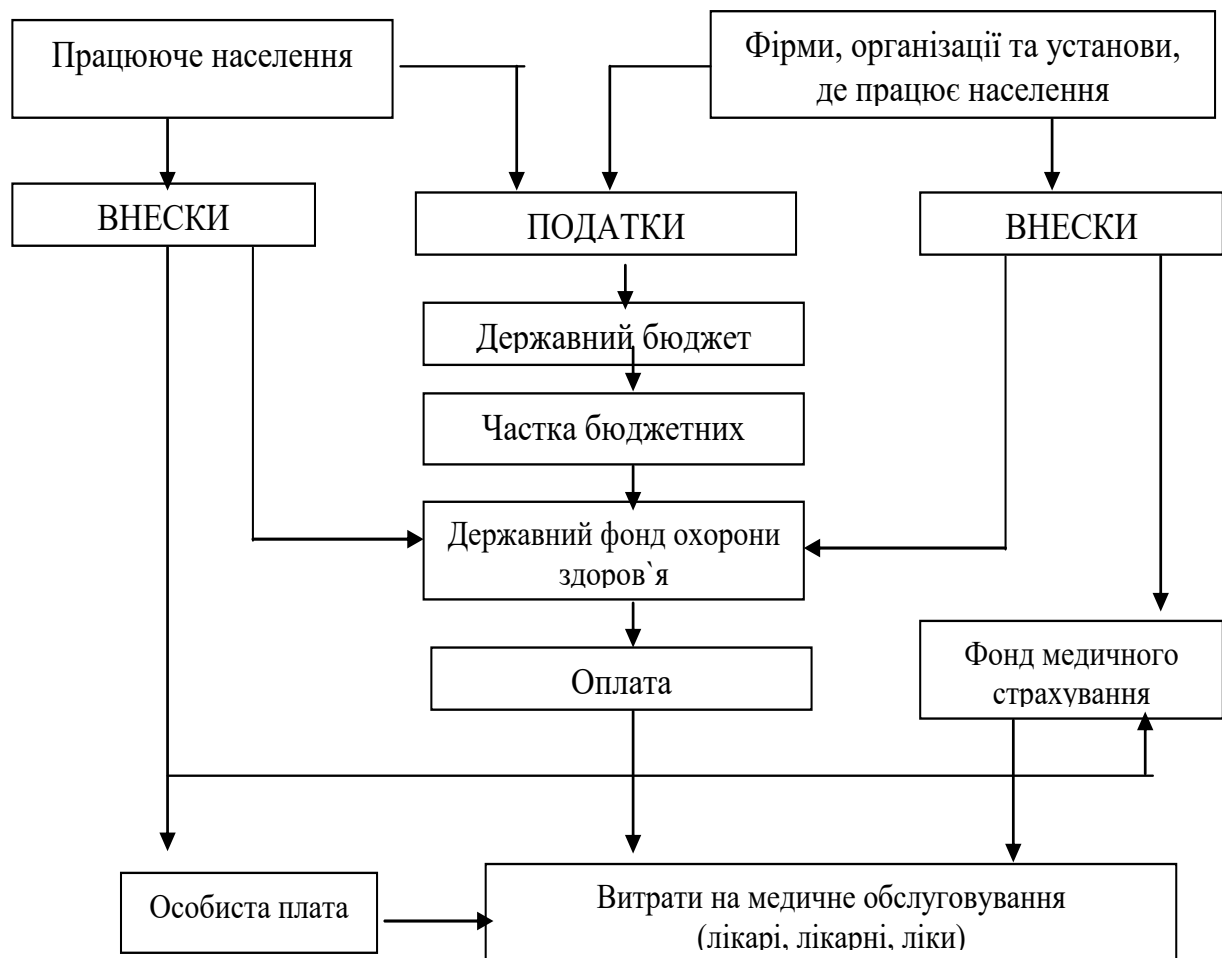 Працююче населення
Фірми, організації та установи,
де працює населення
ВНЕСКИ
ПОДАТКИ
ВНЕСКИ
Державний бюджет
Частка бюджетних
Державний фонд охорони
здоров`я
Оплата
Фонд медичного
страхування
Особиста плата
Витрати на медичне обслуговування
(лікарі, лікарні, ліки)